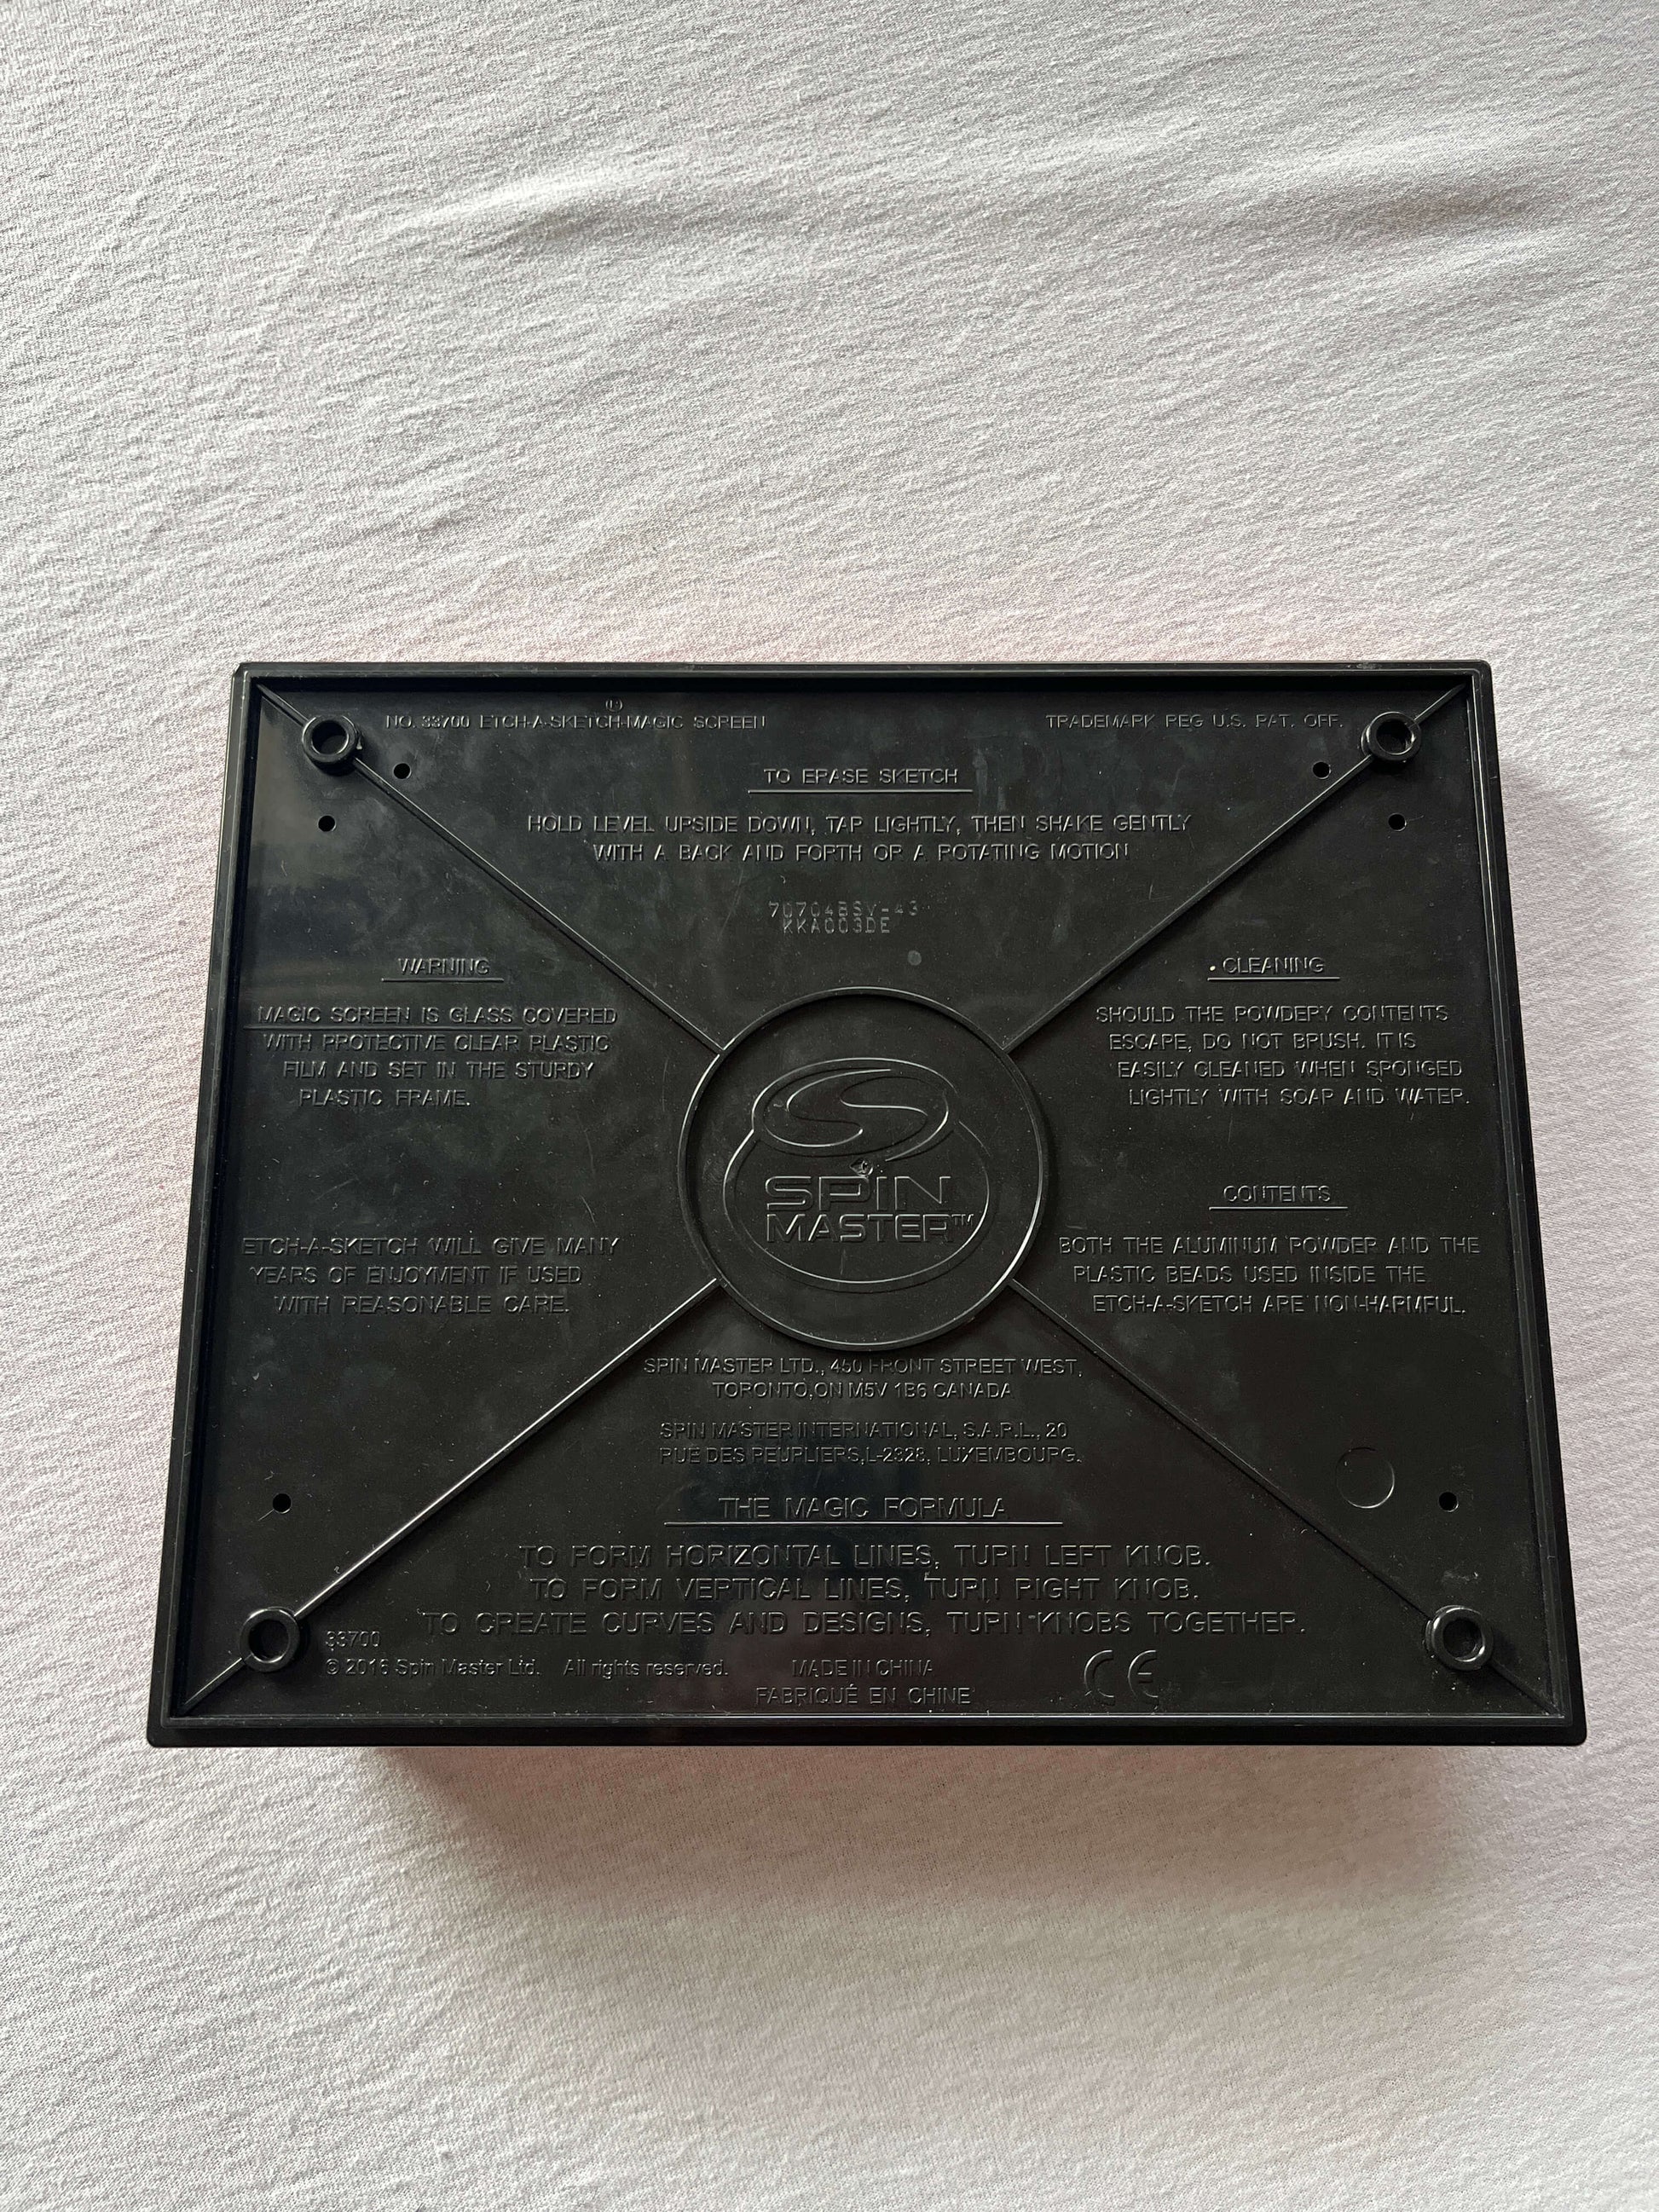 NO. 33700 ETCH-A-SKETCH MAGIC SCREEN ®
TRADEMARK REG U.S. PAT. OFF.
TO ERASE SKETCH
HOLD LEVEL UPSIDE DOWN, TAP LIGHTLY, THEN SHAKE GENTLY
WITH A BACK AND FORTH OR A ROTATING MOTION
KKA003DE
WARNING
MAGIC SCREEN IS GLASS COVERED
WITH PROTECTIVE CLEAR PLASTIC
FILM AND SET IN THE STURDY
PLASTIC FRAME.
ETCH-A-SKETCH WILL GIVE MANY
YEARS OF ENJOYMENT IF USED
WITH REASONABLE CARE.
SPIN
MASTER™
CLEANING
SHOULD THE POWDERY CONTENTS
ESCAPE, DO NOT BRUSH. IT IS
EASILY CLEANED WHEN SPONGED
LIGHTLY WITH SOAP AND WATER.
CONTENTS
BOTH THE ALUMINUM POWDER AND THE
PLASTIC BEADS USED INSIDE THE
ETCH-A-SKETCH ARE NON-HARMFUL.
SPIN MASTER LTD., 450 FRONT STREET WEST,
TORONTO, ON M5V 1B6 CANADA
SPIN MASTER INTERNATIONAL, S.A.R.L., 20
RUE DES PEUPLIERS, L-2328, LUXEMBOURG.
THE MAGIC FORMULA
TO FORM HORIZONTAL LINES, TURN LEFT KNOB.
TO FORM VERTICAL LINES, TURN RIGHT KNOB.
TO CREATE CURVES AND DESIGNS, TURN KNOBS TOGETHER.
33700
© 2016 Spin Master Ltd. All rights reserved.
MADE IN CHINA
FABRIQUÉ EN CHINE
CE